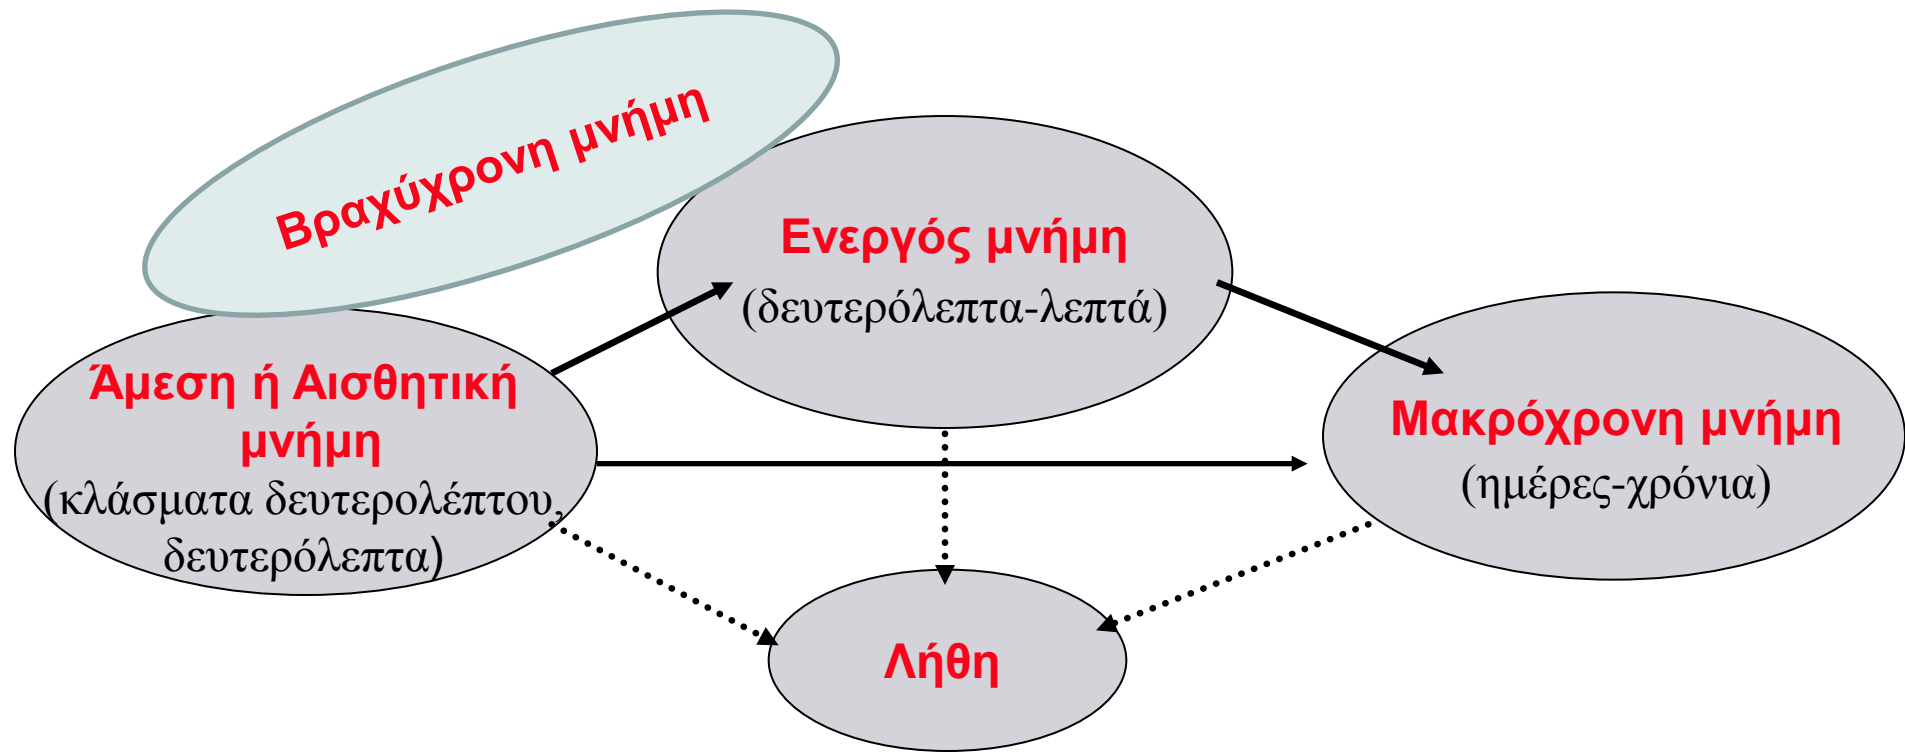 Βραχύχρονη μνήμη
Ενεργός μνήμη
(δευτερόλεπτα-λεπτά)
Άμεση ή Αισθητική
μνήμη
(κλάσματα δευτερολέπτου,
δευτερόλεπτα)
Μακρόχρονη μνήμη
(ημέρες-χρόνια)
Λήθη